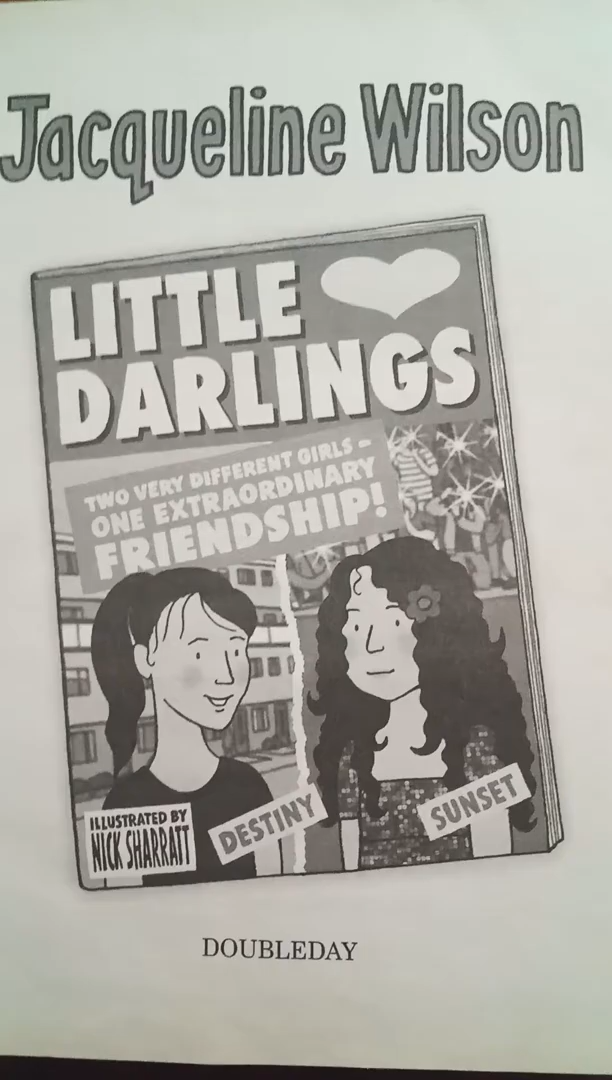 Jacqueline Wilson
LITTLE
DARLINGS
TWO VERY DIFFERENT GIRLS –
ONE EXTRAORDINARY
FRIENDSHIP!
ILLUSTRATED BY
NICK SHARRATT
DESTINY
SUNSET
DOUBLEDAY